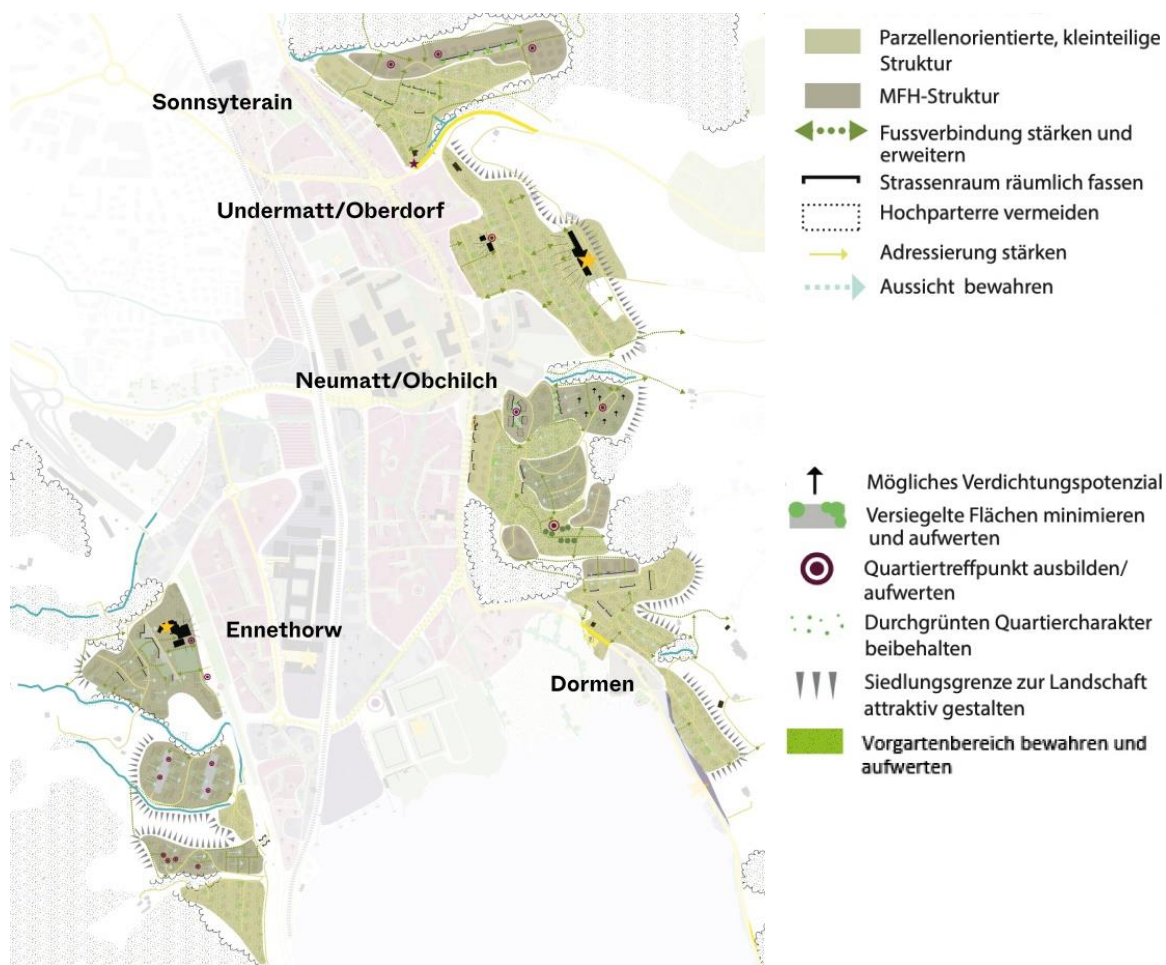 Sonnsyterain
Undermatt/Oberdorf
Neumatt/Obchilch
Ennethorw
Dormen
Parzellenorientierte, kleinteilige
Struktur
MFH-Struktur
Fussverbindung stärken und
erweitern
Strassenraum räumlich fassen
Hochparterre vermeiden
Adressierung stärken
Aussicht bewahren
Mögliches Verdichtungspotenzial
Versiegelte Flächen minimieren
und aufwerten
Quartiertreffpunkt ausbilden/
aufwerten
Durchgrünten Quartiercharakter
beibehalten
Siedlungsgrenze zur Landschaft
attraktiv gestalten
Vorgartenbereich bewahren und
aufwerten